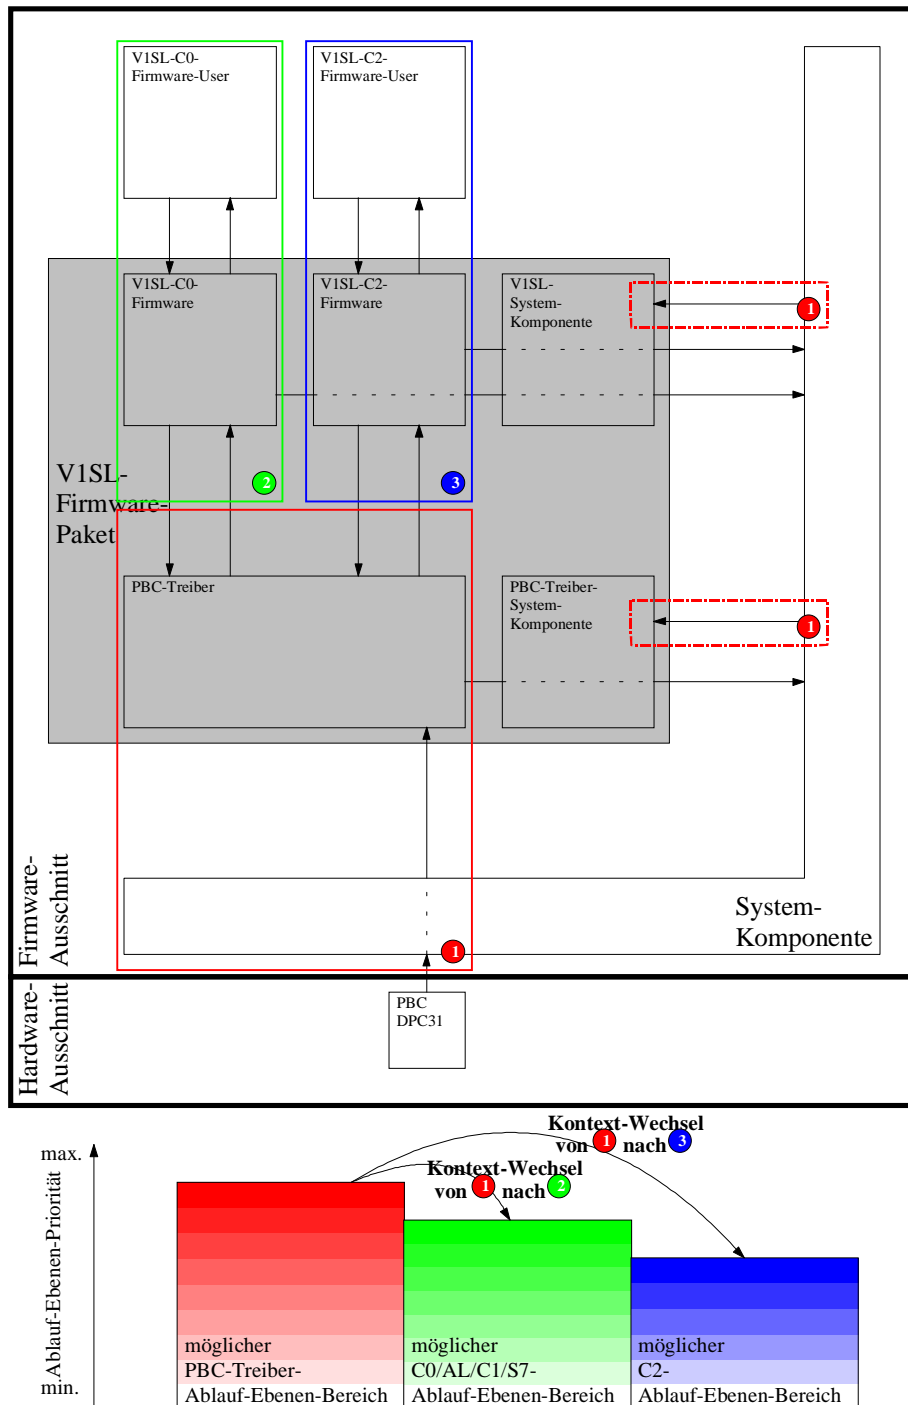 V1SL-C0-
Firmware-User
V1SL-C2-
Firmware-User
V1SL-C0-
Firmware
V1SL-C2-
Firmware
V1SL-
System-
Komponente
1
V1SL-
Firmware-
Paket
2
3
PBC-Treiber
PBC-Treiber-
System-
Komponente
1
Firmware-
Ausschnitt
1
System-
Komponente
Hardware-
Ausschnitt
PBC
DPC31
Kontext-Wechsel
von 1 nach 3
Kontext-Wechsel
von 1 nach 2
max.
Ablauf-Ebenen-Priorität
min.
möglicher
PBC-Treiber-
Ablauf-Ebenen-Bereich
möglicher
C0/AL/C1/S7-
Ablauf-Ebenen-Bereich
möglicher
C2-
Ablauf-Ebenen-Bereich